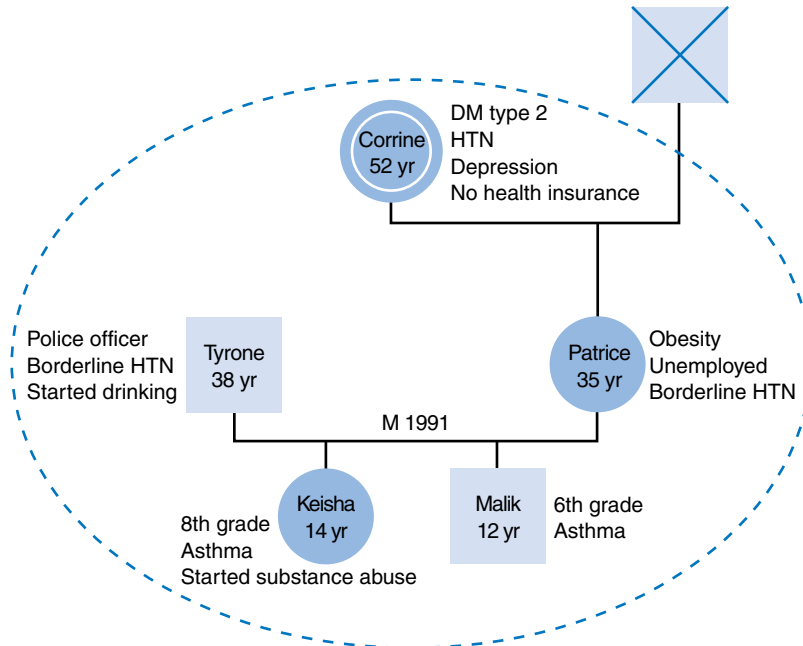 Corrine
52 yr
DM type 2
HTN
Depression
No health insurance
Police officer
Borderline HTN
Started drinking
Tyrone
38 yr
Patrice
35 yr
Obesity
Unemployed
Borderline HTN
M 1991
8th grade
Asthma
Started substance abuse
Keisha
14 yr
Malik
12 yr
6th grade
Asthma